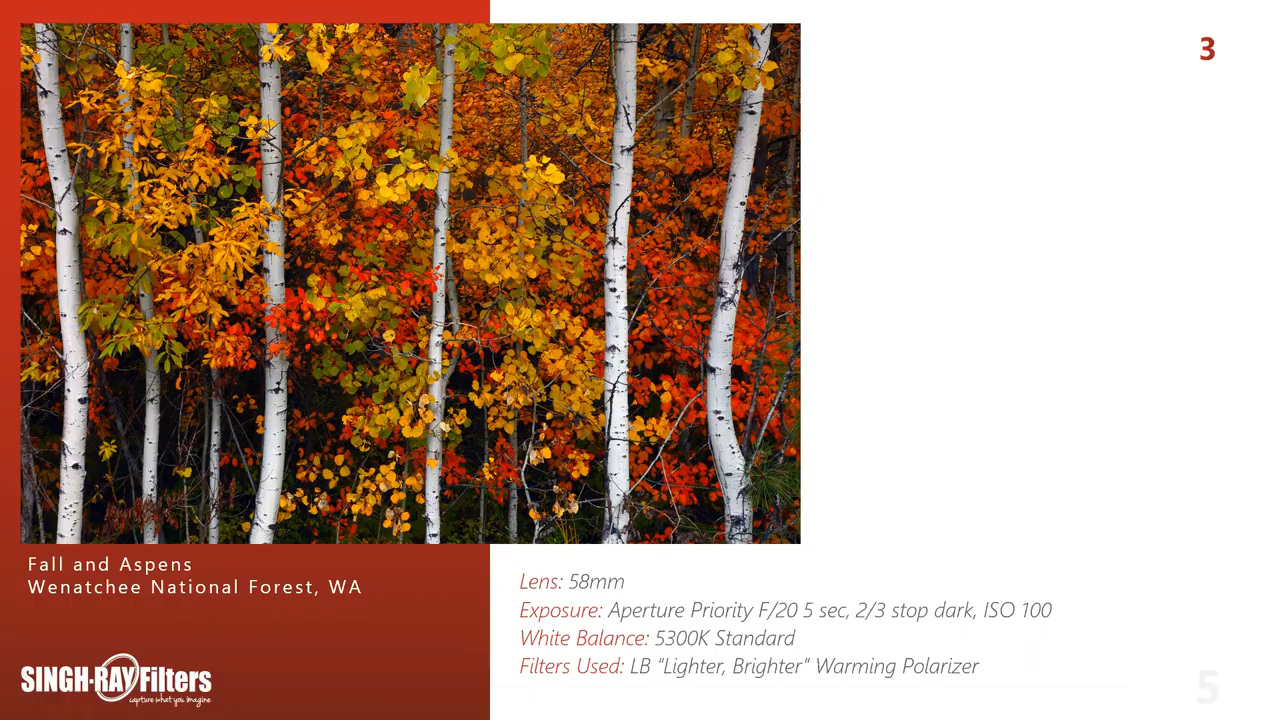 3
Fall and Aspens
Wenatchee National Forest, WA
Lens: 58mm
Exposure: Aperture Priority F/20 5 sec, 2/3 stop dark, ISO 100
White Balance: 5300K Standard
Filters Used: LB “Lighter, Brighter” Warming Polarizer
SINGH-RAY Filters
capture what you imagine
5